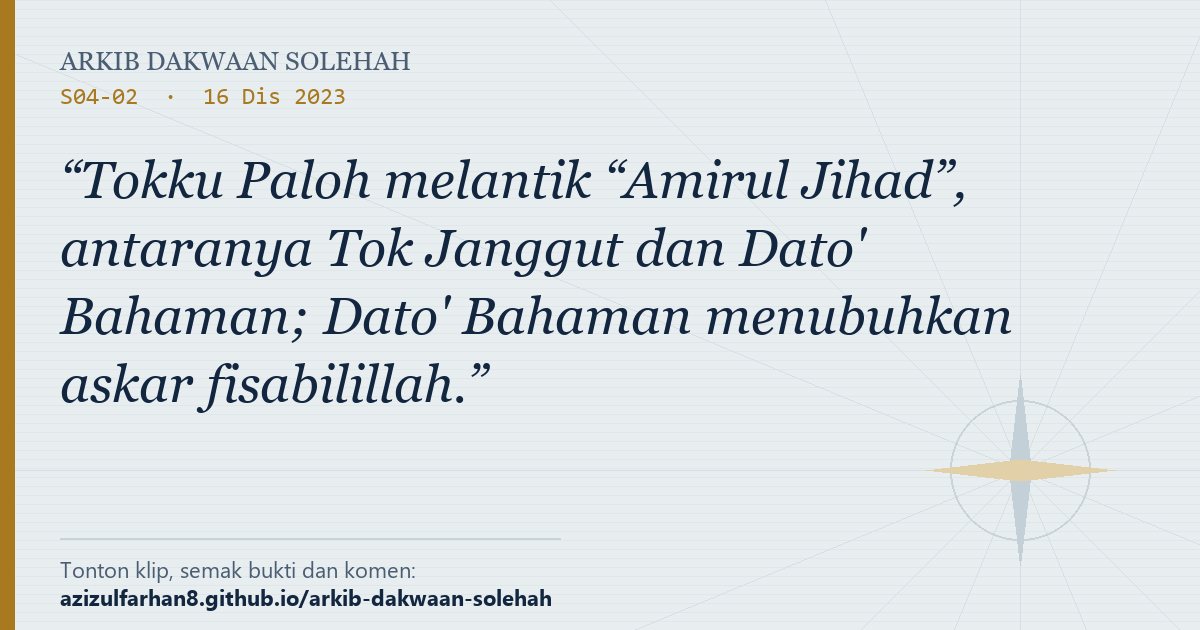 ARKIB DAKWAAN SOLEHAH
S04-02 · 16 Dis 2023
“Tokku Paloh melantik “Amirul Jihad”,
antaranya Tok Janggut dan Dato'
Bahaman; Dato' Bahaman menubuhkan
askar fisabilillah.”
Tonton klip, semak bukti dan komen:
azizulfarhan8.github.io/arkib-dakwaan-solehah